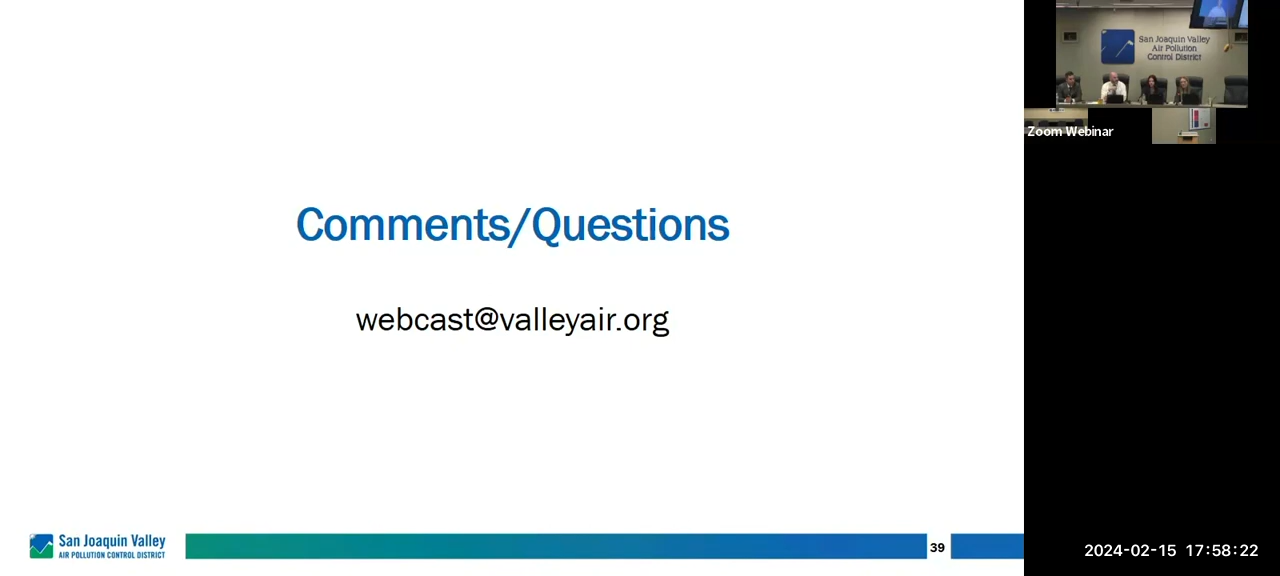 Comments/Questions
webcast@valleyair.org
San Joaquin Valley
AIR POLLUTION CONTROL DISTRICT
39
San Joaquin Valley
Air Pollution
Control District
Zoom Webinar
2024-02-15 17:58:22